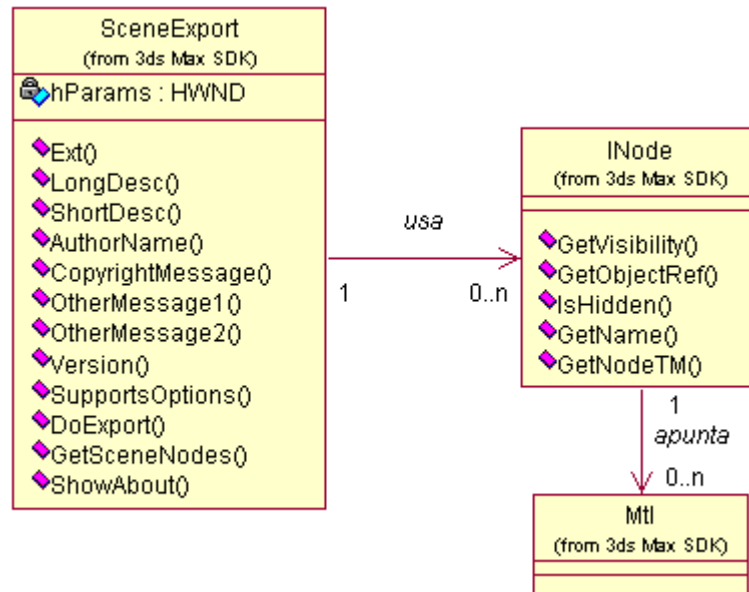 SceneExport
(from 3ds Max SDK)
hParams : HWND
Ext()
LongDesc()
ShortDesc()
AuthorName()
CopyrightMessage()
OtherMessage1()
OtherMessage2()
Version()
SupportsOptions()
DoExport()
GetSceneNodes()
ShowAbout()
usa
1
0..n
INode
(from 3ds Max SDK)
GetVisibility()
GetObjectRef()
IsHidden()
GetName()
GetNodeTM()
1
apunta
0..n
Mtl
(from 3ds Max SDK)